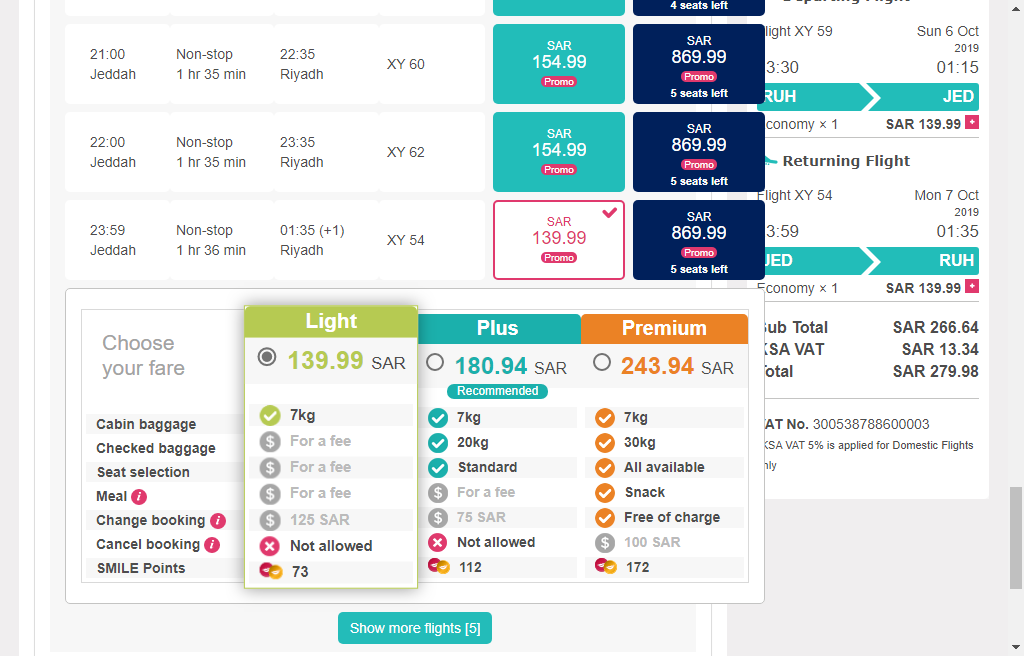 4 seats left
Departing Flight
21:00
Jeddah
Non-stop
1 hr 35 min
22:35
Riyadh
XY 60
SAR
154.99
Promo
SAR
869.99
Promo
5 seats left
22:00
Jeddah
Non-stop
1 hr 35 min
23:35
Riyadh
XY 62
SAR
154.99
Promo
SAR
869.99
Promo
5 seats left
23:59
Jeddah
Non-stop
1 hr 36 min
01:35 (+1)
Riyadh
XY 54
SAR
139.99
Promo
SAR
869.99
Promo
5 seats left
Choose
your fare
Cabin baggage
Checked baggage
Seat selection
Meal i
Change booking i
Cancel booking i
SMILE Points
Light
139.99 SAR
7kg
$ For a fee
$ For a fee
$ For a fee
$ 125 SAR
Not allowed
73
Plus
180.94 SAR
Recommended
7kg
20kg
Standard
$ For a fee
$ 75 SAR
Not allowed
112
Premium
243.94 SAR
7kg
30kg
All available
Snack
Free of charge
$ 100 SAR
172
Show more flights [5]
light XY 59 Sun 6 Oct
2019
3:30 01:15
RUH JED
conomy × 1 SAR 139.99 +
Returning Flight
Flight XY 54 Mon 7 Oct
2019
3:59 01:35
JED RUH
Economy × 1 SAR 139.99 +
Sub Total SAR 266.64
KSA VAT SAR 13.34
Total SAR 279.98
VAT No. 300538788600003
KSA VAT 5% is applied for Domestic Flights
nly